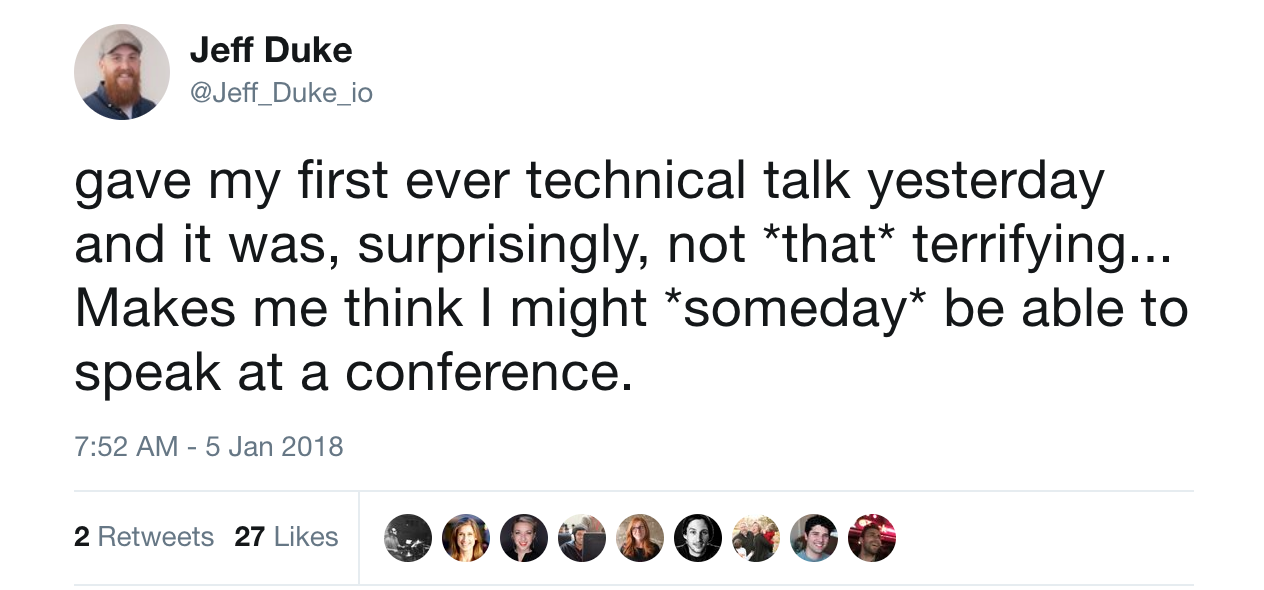 Jeff Duke
@Jeff_Duke_io
gave my first ever technical talk yesterday
and it was, surprisingly, not *that* terrifying...
Makes me think I might *someday* be able to
speak at a conference.
7:52 AM - 5 Jan 2018
2 Retweets 27 Likes